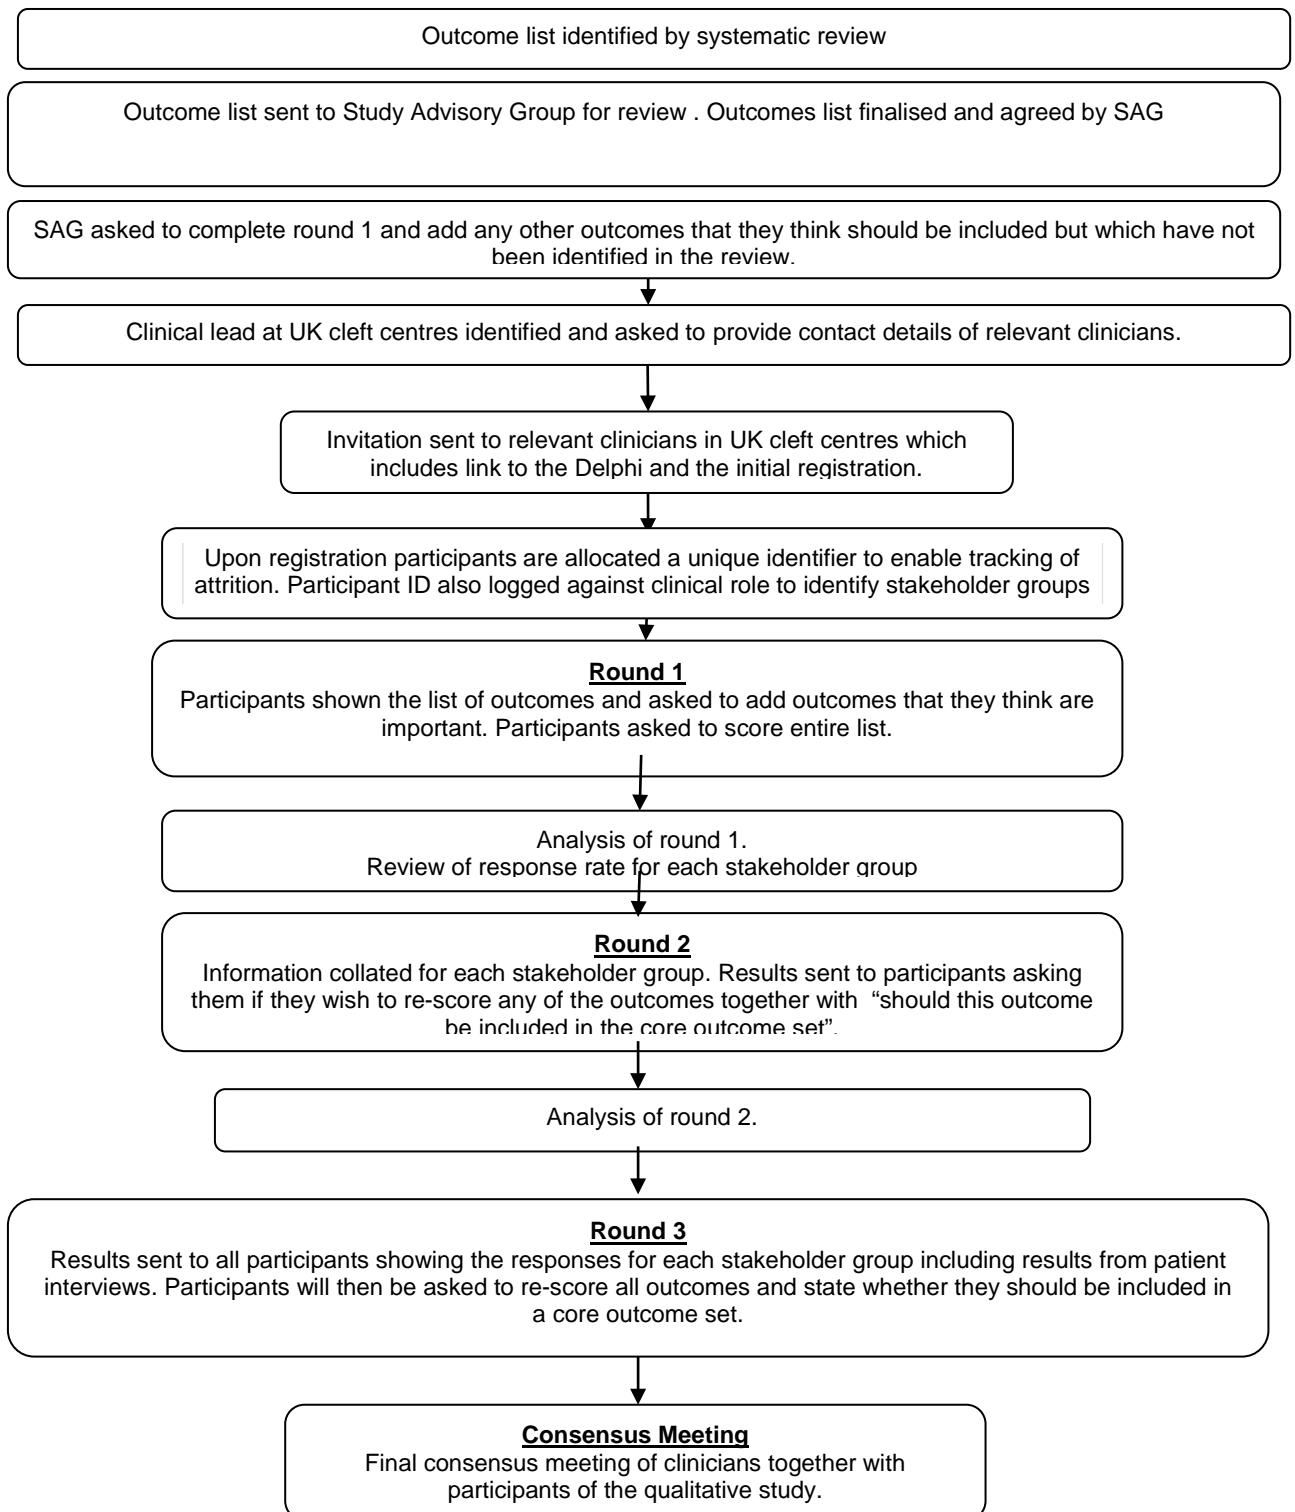 Outcome list identified by systematic review
Outcome list sent to Study Advisory Group for review . Outcomes list finalised and agreed by SAG
SAG asked to complete round 1 and add any other outcomes that they think should be included but which have not
been identified in the review.
Clinical lead at UK cleft centres identified and asked to provide contact details of relevant clinicians.
Invitation sent to relevant clinicians in UK cleft centres which
includes link to the Delphi and the initial registration.
Upon registration participants are allocated a unique identifier to enable tracking of
attrition. Participant ID also logged against clinical role to identify stakeholder groups
Round 1
Participants shown the list of outcomes and asked to add outcomes that they think are
important. Participants asked to score entire list.
Analysis of round 1.
Review of response rate for each stakeholder group
Round 2
Information collated for each stakeholder group. Results sent to participants asking
them if they wish to re-score any of the outcomes together with “should this outcome
be included in the core outcome set”.
Analysis of round 2.
Round 3
Results sent to all participants showing the responses for each stakeholder group including results from patient
interviews. Participants will then be asked to re-score all outcomes and state whether they should be included in
a core outcome set.
Consensus Meeting
Final consensus meeting of clinicians together with
participants of the qualitative study.